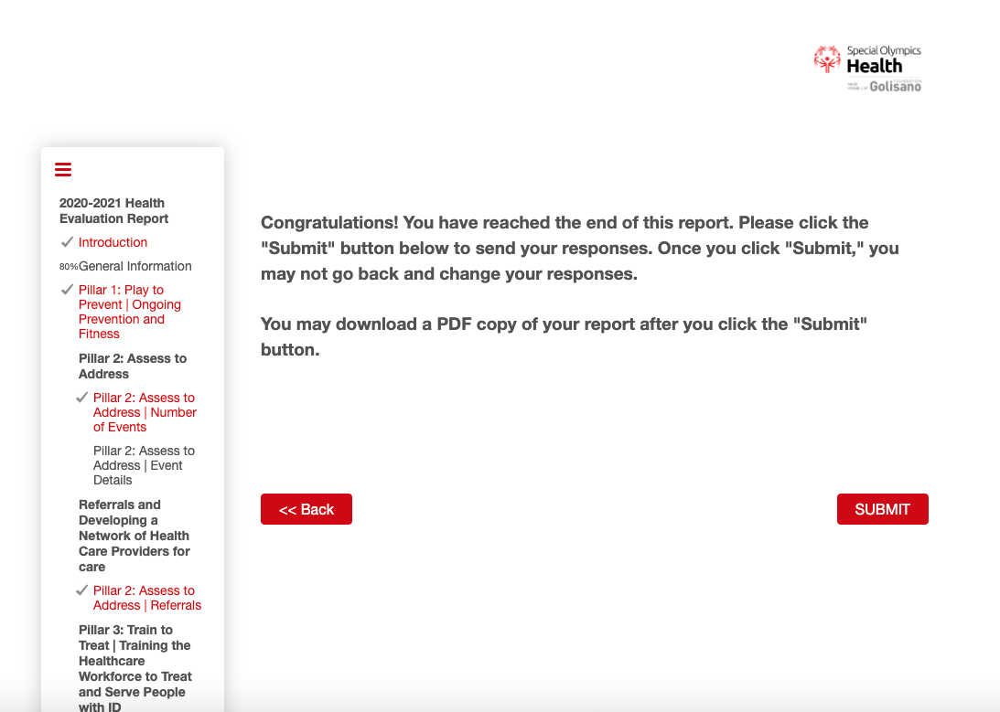 Special Olympics
Health
FOUNDATION
Golisano
2020-2021 Health
Evaluation Report
Introduction
80% General Information
Pillar 1: Play to
Prevent | Ongoing
Prevention and
Fitness
Pillar 2: Assess to
Address
Pillar 2: Assess to
Address | Number
of Events
Pillar 2: Assess to
Address | Event
Details
Referrals and
Developing a
Network of Health
Care Providers for
care
Pillar 2: Assess to
Address | Referrals
Pillar 3: Train to
Treat | Training the
Healthcare
Workforce to Treat
and Serve People
with ID
Congratulations! You have reached the end of this report. Please click the
"Submit" button below to send your responses. Once you click "Submit," you
may not go back and change your responses.
You may download a PDF copy of your report after you click the "Submit"
button.
<< Back
SUBMIT